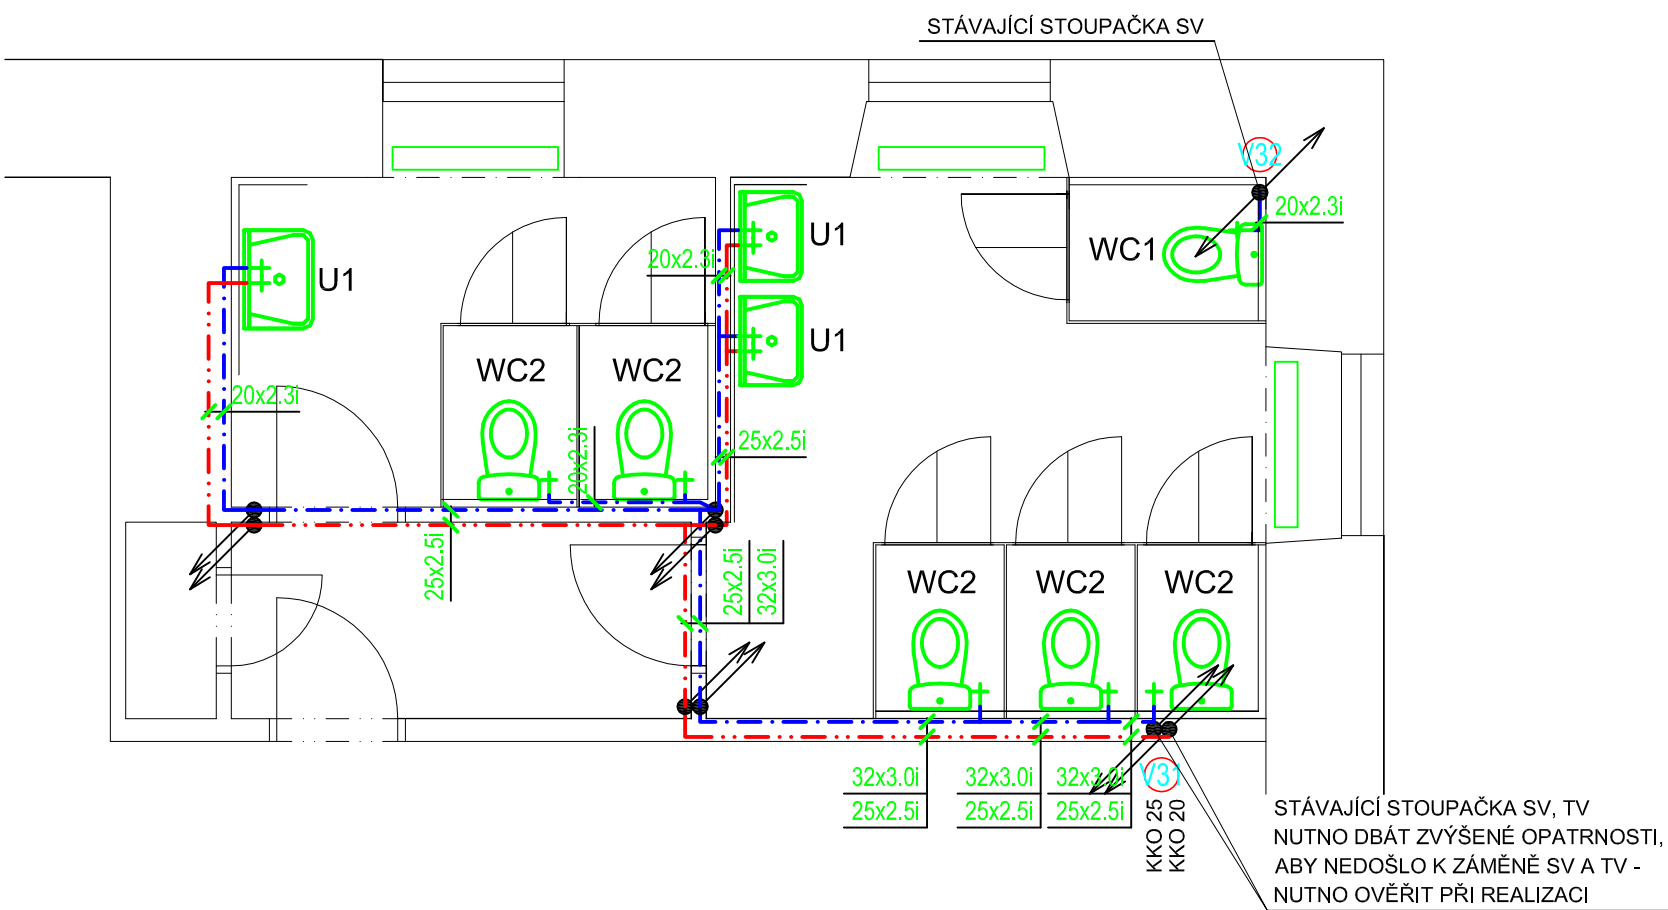 STÁVAJÍCÍ STOUPAČKA SV
V32
20x2.3i
WC1
U1
20x2.3i
U1
U1
WC2
WC2
20x2.3i
20x2.3i
25x2.5i
25x2.5i
25x2.5i
32x3.0i
WC2
WC2
WC2
32x3.0i
25x2.5i
32x3.0i
25x2.5i
32x3.0i
25x2.5i
V31
KKO 25
KKO 20
STÁVAJÍCÍ STOUPAČKA SV, TV
NUTNO DBÁT ZVÝŠENÉ OPATRNOSTI,
ABY NEDOŠLO K ZÁMĚNĚ SV A TV -
NUTNO OVĚŘIT PŘI REALIZACI